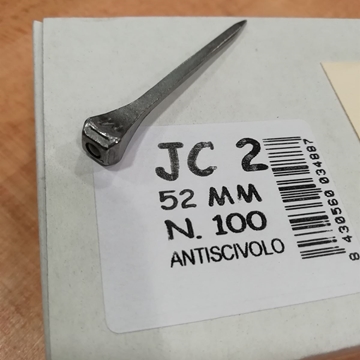 JC 2
52 MM
N. 100
ANTISCIVOLO
8 430560 034887